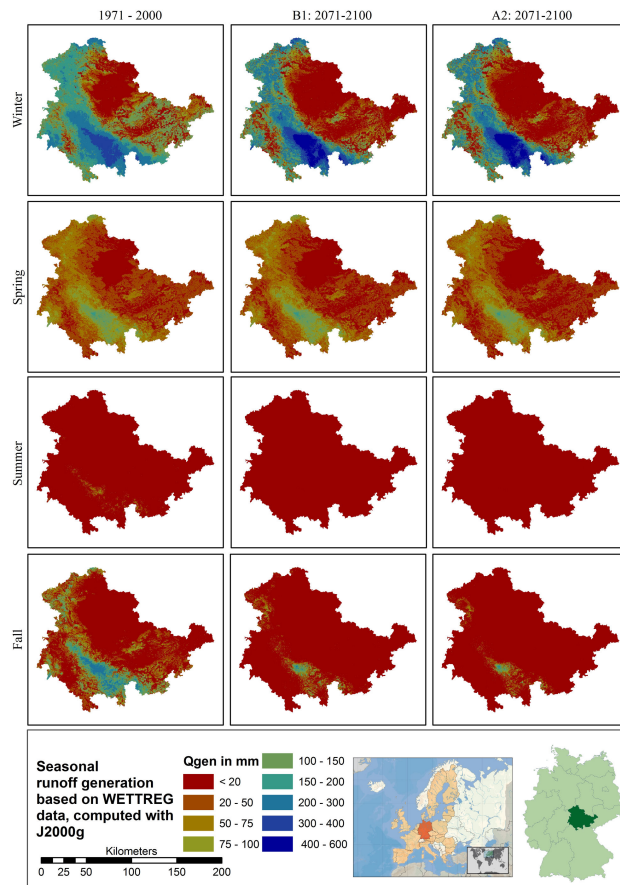 1971 - 2000
B1: 2071-2100
A2: 2071-2100
Winter
Spring
Summer
Fall
Seasonal
runoff generation
based on WETTREG
data, computed with
J2000g
Kilometers
0 25 50 100 150 200
Qgen in mm
< 20
20 - 50
50 - 75
75 - 100
100 - 150
150 - 200
200 - 300
300 - 400
400 - 600